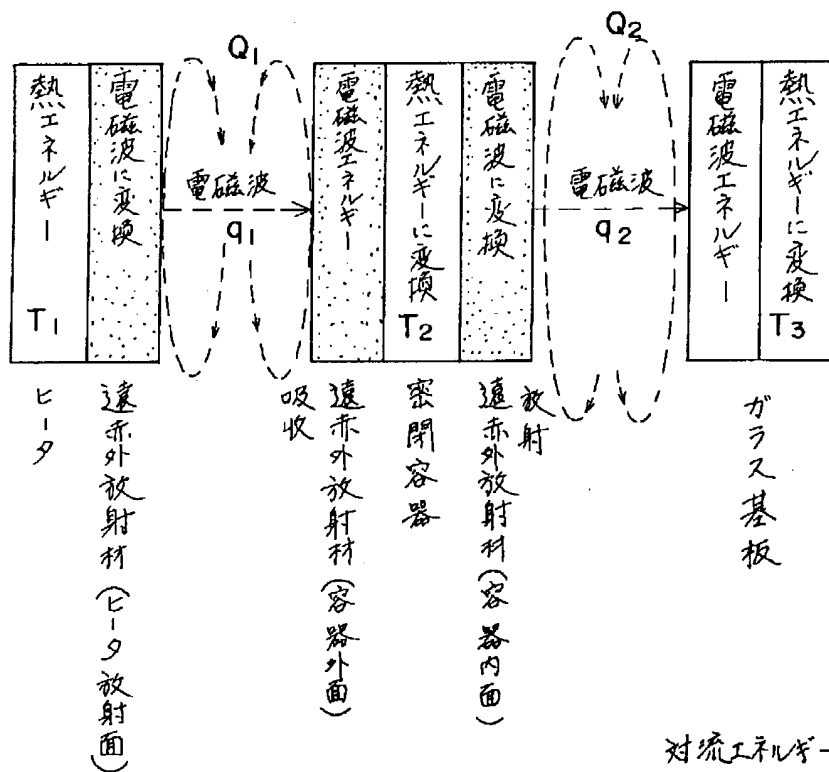 Q1
Q2
熱エネルギー
T1
電磁波に変換
電磁波
q1
電磁波エネルギー
熱エネルギーに変換
T2
電磁波に変換
電磁波
q2
電磁波エネルギー
熱エネルギーに変換
T3
ヒータ
遠赤外放射材(ヒータ放射面)
吸収
遠赤外放射材(容器外面)
密閉容器
遠赤外放射材(容器内面)
放射
ガラス基板
対流エネルギー